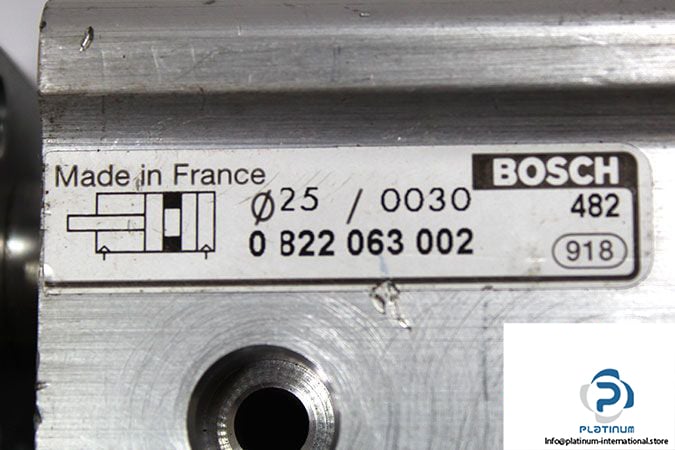 Made in France
BOSCH
Ø25 / 0030
482
0 822 063 002
918
PLATINUM
Info@platinum-international.store